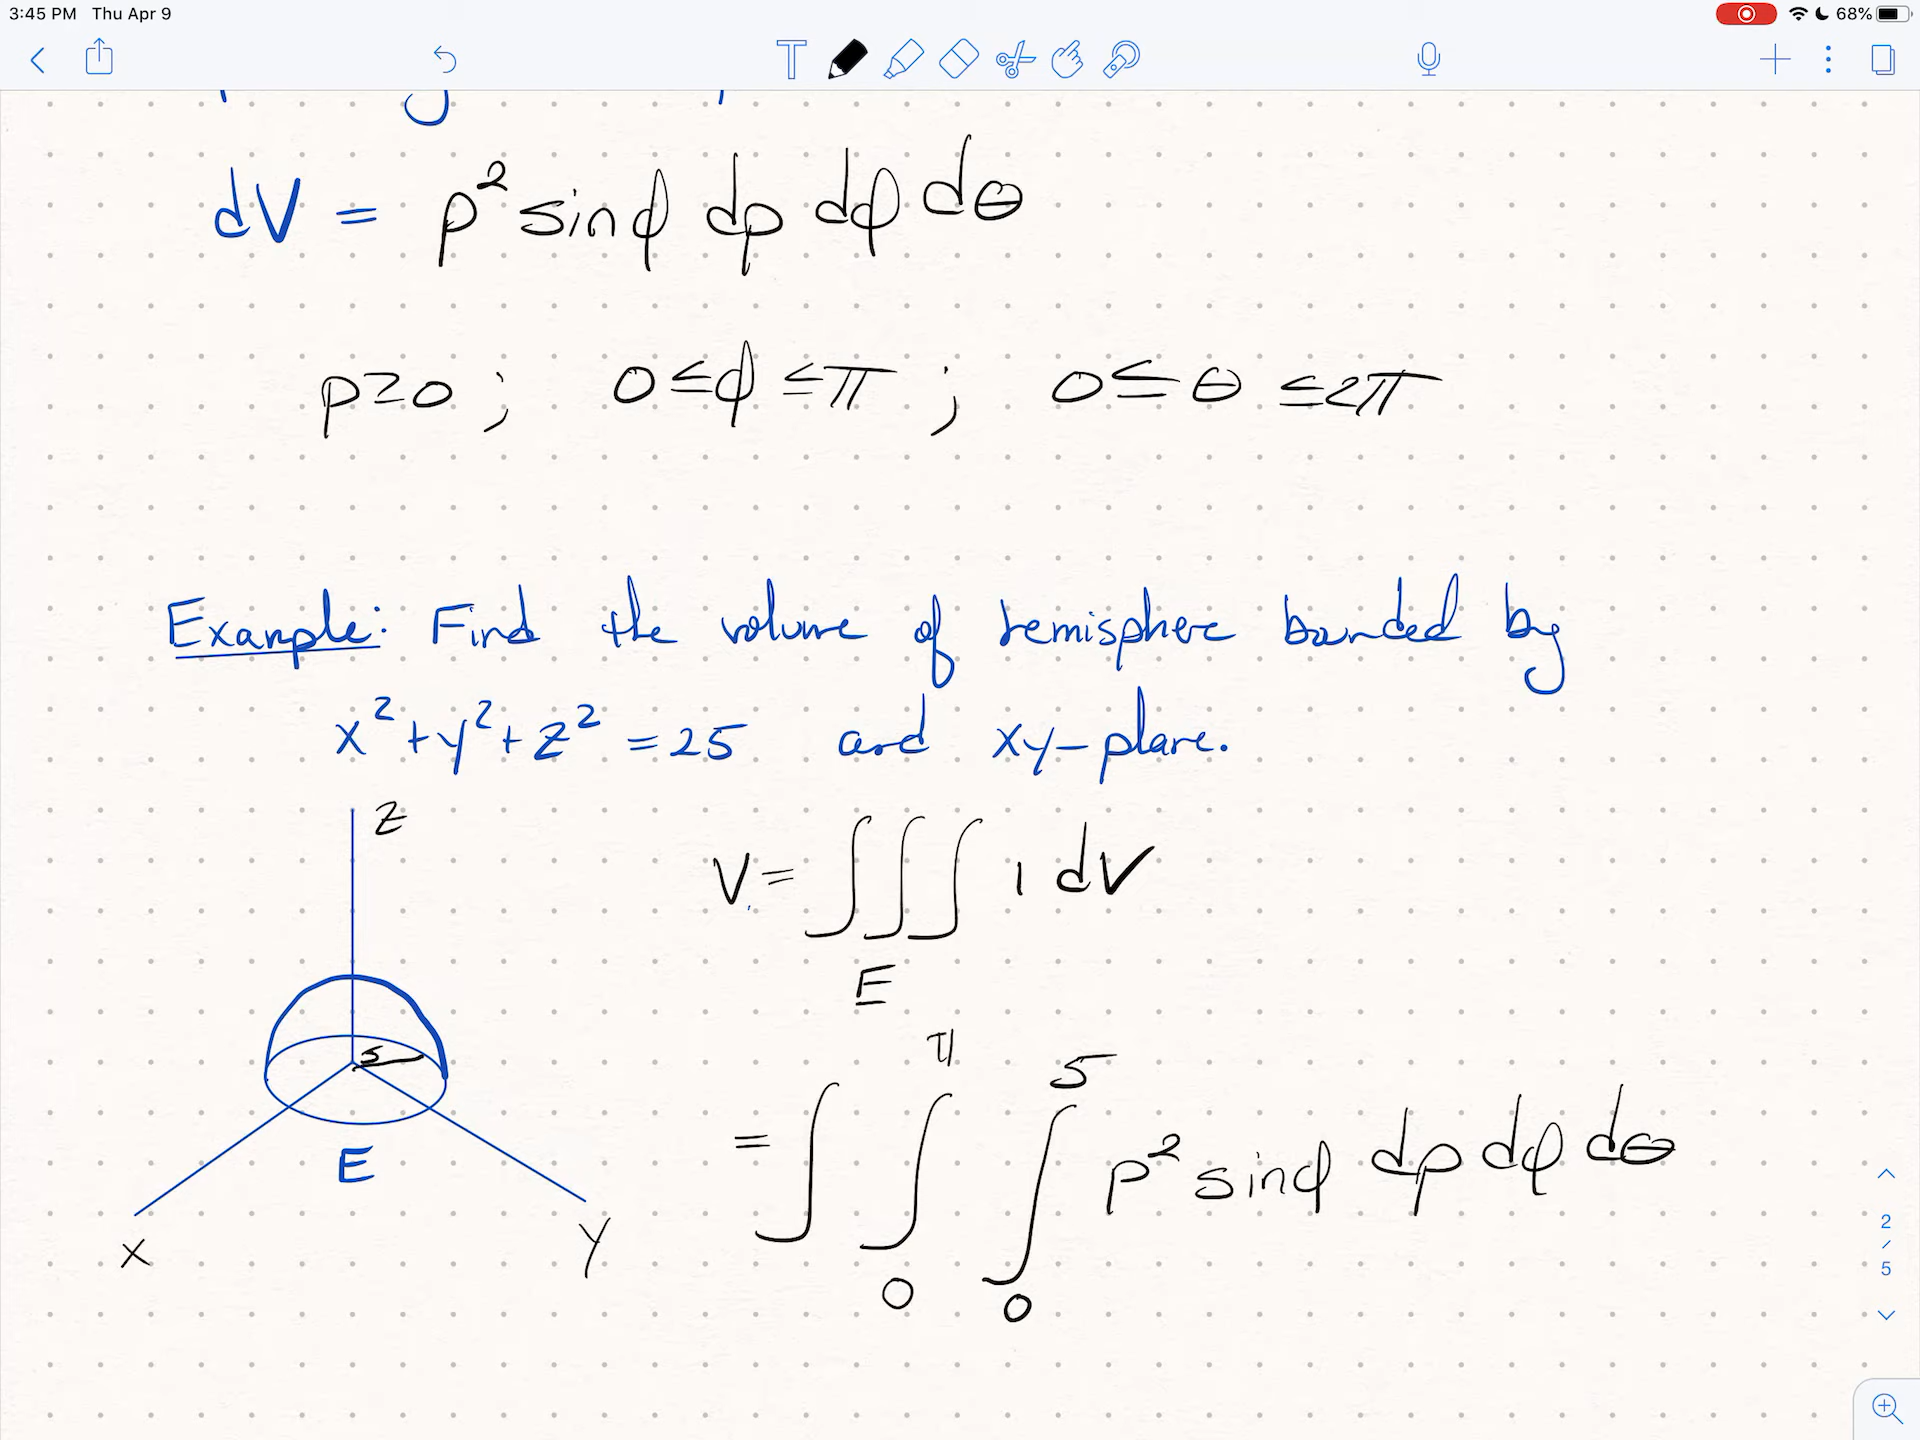 3:45 PM Thu Apr 9
68%
T
dV = ρ² sinϕ dρ dϕ dθ
ρ≥0 ; 0≤ϕ≤π ; 0≤θ≤2π
Example: Find the volume of hemisphere bounded by
x²+y²+z² = 25 and xy-plane.
z
V = ∭ 1 dV
E
5
π 5
= ∫ ∫ ∫ ρ² sinϕ dρ dϕ dθ
0 0
E
x y
2
/
5